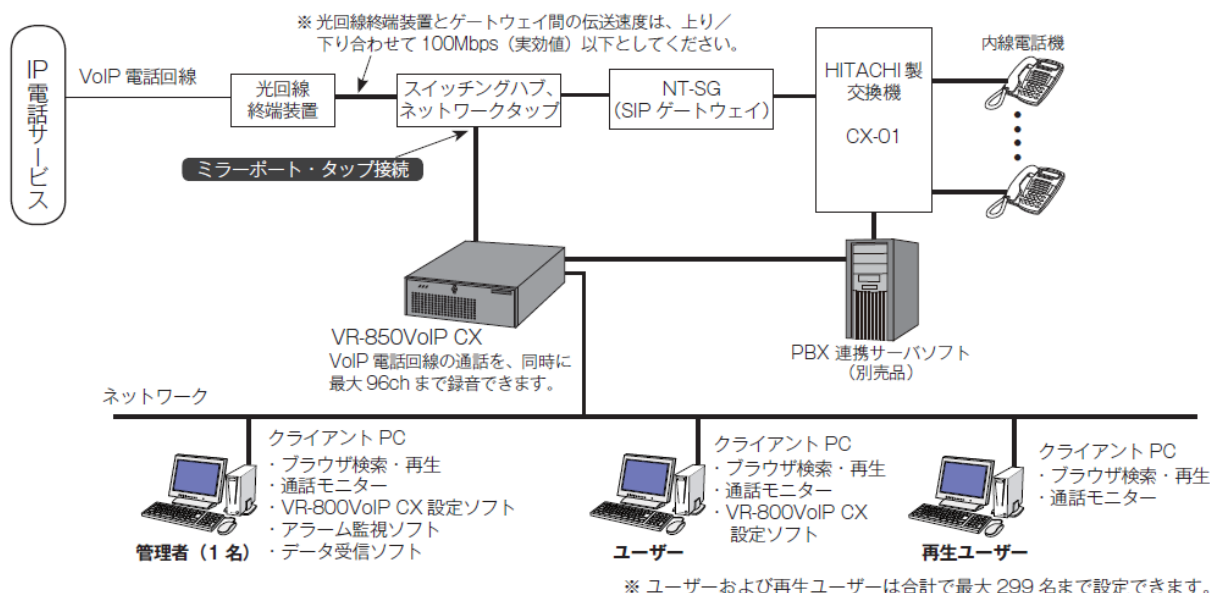 ※ 光回線終端装置とゲートウェイ間の伝送速度は、上り／
下り合わせて 100Mbps（実効値）以下としてください。
IP電話サービス
VoIP 電話回線
光回線
終端装置
スイッチングハブ、
ネットワークタップ
NT-SG
(SIP ゲートウェイ)
HITACHI 製
交換機
CX-01
内線電話機
ミラーポート・タップ接続
VR-850VoIP CX
VoIP 電話回線の通話を、同時に
最大 96ch まで録音できます。
PBX 連携サーバソフト
（別売品）
ネットワーク
クライアント PC
・ブラウザ検索・再生
・通話モニター
・VR-800VoIP CX 設定ソフト
・アラーム監視ソフト
・データ受信ソフト
管理者（1 名）
クライアント PC
・ブラウザ検索・再生
・通話モニター
・VR-800VoIP CX
設定ソフト
ユーザー
クライアント PC
・ブラウザ検索・再生
・通話モニター
再生ユーザー
※ ユーザーおよび再生ユーザーは合計で最大 299 名まで設定できます。